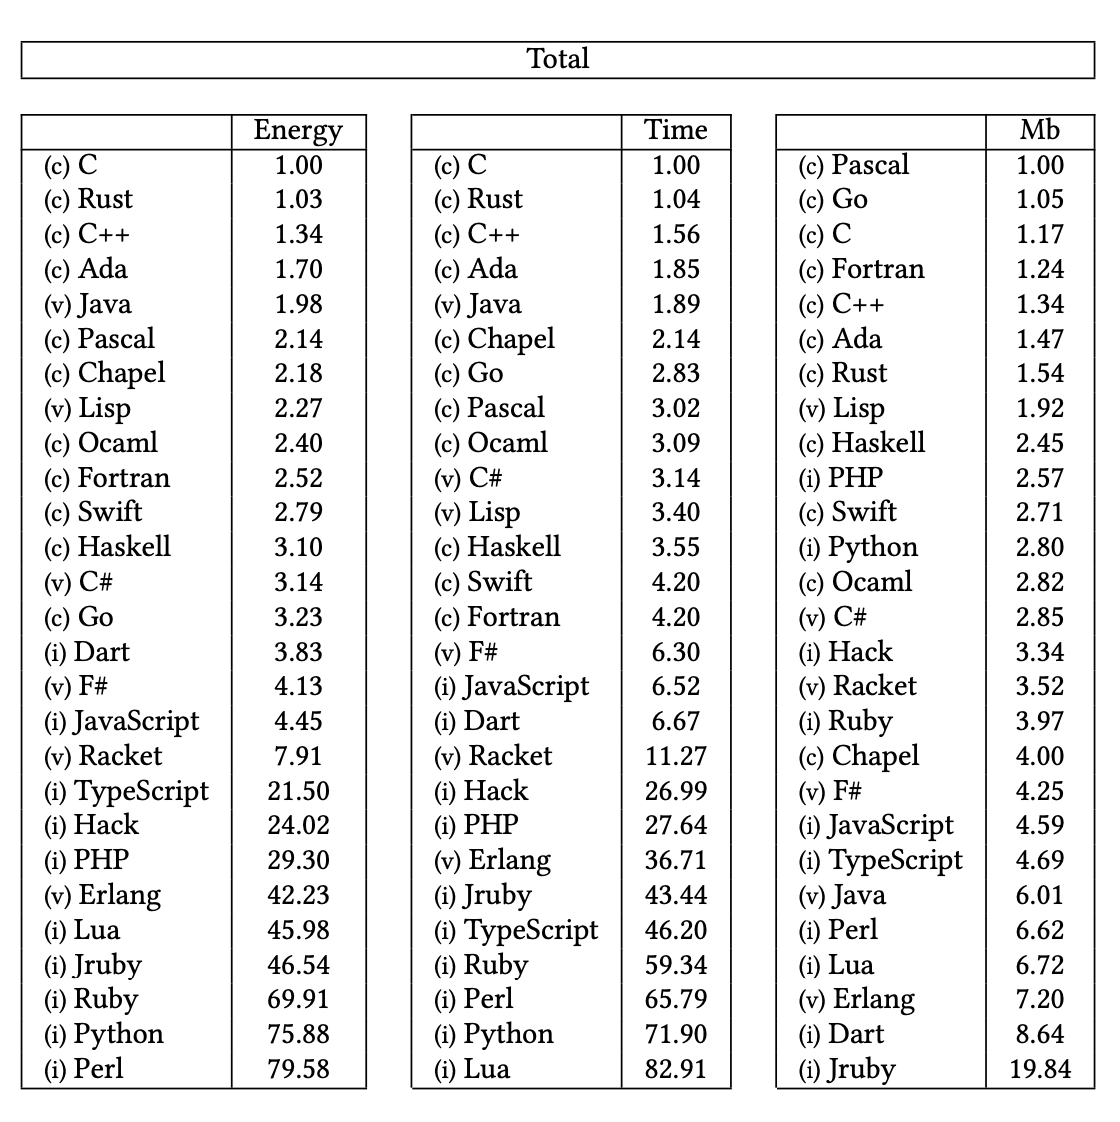 Total
Energy Time Mb
(c) C 1.00 (c) C 1.00 (c) Pascal 1.00
(c) Rust 1.03 (c) Rust 1.04 (c) Go 1.05
(c) C++ 1.34 (c) C++ 1.56 (c) C 1.17
(c) Ada 1.70 (c) Ada 1.85 (c) Fortran 1.24
(v) Java 1.98 (v) Java 1.89 (c) C++ 1.34
(c) Pascal 2.14 (c) Chapel 2.14 (c) Ada 1.47
(c) Chapel 2.18 (c) Go 2.83 (c) Rust 1.54
(v) Lisp 2.27 (c) Pascal 3.02 (v) Lisp 1.92
(c) Ocaml 2.40 (c) Ocaml 3.09 (c) Haskell 2.45
(c) Fortran 2.52 (v) C# 3.14 (i) PHP 2.57
(c) Swift 2.79 (v) Lisp 3.40 (c) Swift 2.71
(c) Haskell 3.10 (c) Haskell 3.55 (i) Python 2.80
(v) C# 3.14 (c) Swift 4.20 (c) Ocaml 2.82
(c) Go 3.23 (c) Fortran 4.20 (v) C# 2.85
(i) Dart 3.83 (v) F# 6.30 (i) Hack 3.34
(v) F# 4.13 (i) JavaScript 6.52 (v) Racket 3.52
(i) JavaScript 4.45 (i) Dart 6.67 (i) Ruby 3.97
(v) Racket 7.91 (v) Racket 11.27 (c) Chapel 4.00
(i) TypeScript 21.50 (i) Hack 26.99 (v) F# 4.25
(i) Hack 24.02 (i) PHP 27.64 (i) JavaScript 4.59
(i) PHP 29.30 (v) Erlang 36.71 (i) TypeScript 4.69
(v) Erlang 42.23 (i) Jruby 43.44 (v) Java 6.01
(i) Lua 45.98 (i) TypeScript 46.20 (i) Perl 6.62
(i) Jruby 46.54 (i) Ruby 59.34 (i) Lua 6.72
(i) Ruby 69.91 (i) Perl 65.79 (v) Erlang 7.20
(i) Python 75.88 (i) Python 71.90 (i) Dart 8.64
(i) Perl 79.58 (i) Lua 82.91 (i) Jruby 19.84